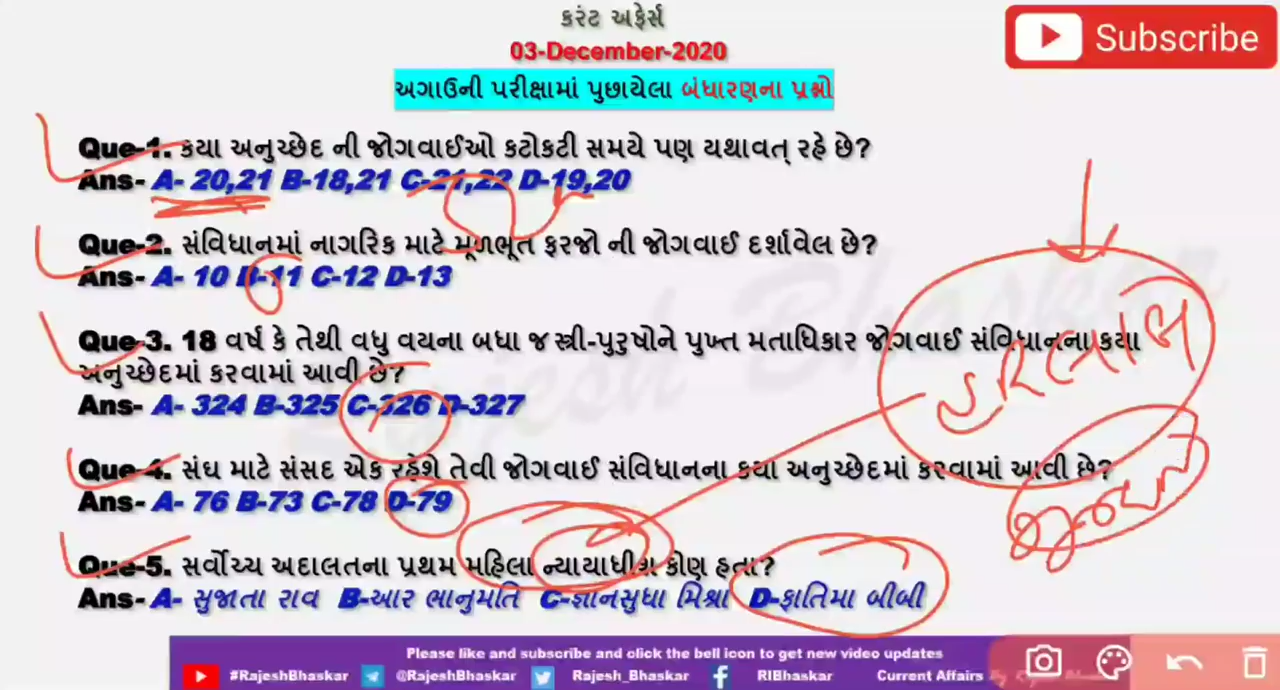 કરંટ અફેર્સ
03-December-2020
Subscribe
અગાઉની પરીક્ષામાં પુછાયેલા બંધારણના પ્રશ્નો
Que-1. કયા અનુચ્છેદ ની જોગવાઈઓ કટોકટી સમયે પણ યથાવત્ રહે છે?
Ans- A- 20,21 B-18,21 C-21,22 D-19,20
Que-2. સંવિધાનમાં નાગરિક માટે મૂળભૂત ફરજો ની જોગવાઈ દર્શાવેલ છે?
Ans- A- 10 B-11 C-12 D-13
Que-3. 18 વર્ષ કે તેથી વધુ વયના બધા જ સ્ત્રી-પુરુષોને પુખ્ત મતાધિકાર જોગવાઈ સંવિધાનના કયા
અનુચ્છેદમાં કરવામાં આવી છે?
Ans- A- 324 B-325 C-326 D-327
Que-4. સંઘ માટે સંસદ એક રહેશે તેવી જોગવાઈ સંવિધાનના કયા અનુચ્છેદમાં કરવામાં આવી છે?
Ans- A- 76 B-73 C-78 D-79
Que-5. સર્વોચ્ચ અદાલતના પ્રથમ મહિલા ન્યાયાધીશ કોણ હતા?
Ans- A- સુજાતા રાવ B-આર ભાનુમતિ C-જ્ઞાનસુધા મિશ્રા D-ફાતિમા બીબી
Rajesh Bhaskar
Please like and subscribe and click the bell icon to get new video updates
#RajeshBhaskar @RajeshBhaskar Rajesh_Bhaskar RIBhaskar Current Affairs By